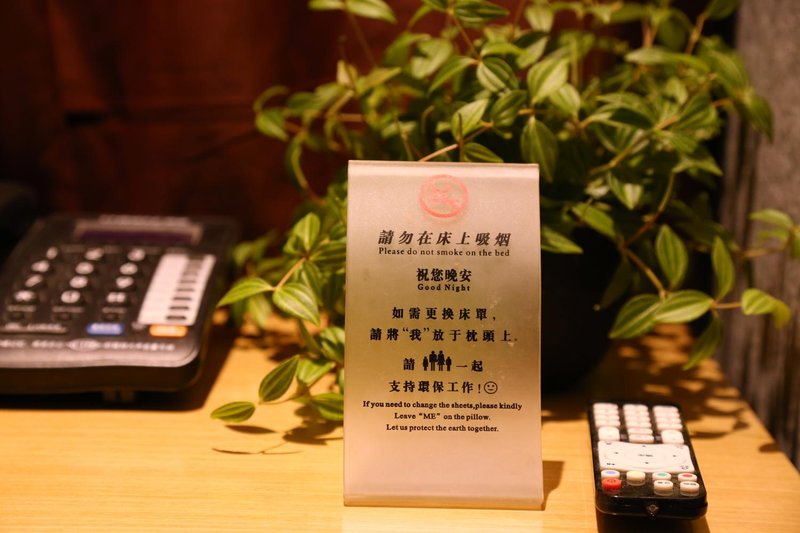 請勿在床上吸烟
Please do not smoke on the bed
祝您晚安
Good Night
如需更换床單，
請將“我”放于枕頭上.
請 一起
支持環保工作！
If you need to change the sheets,please kindly
Leave “ME” on the pillow.
Let us protect the earth together.